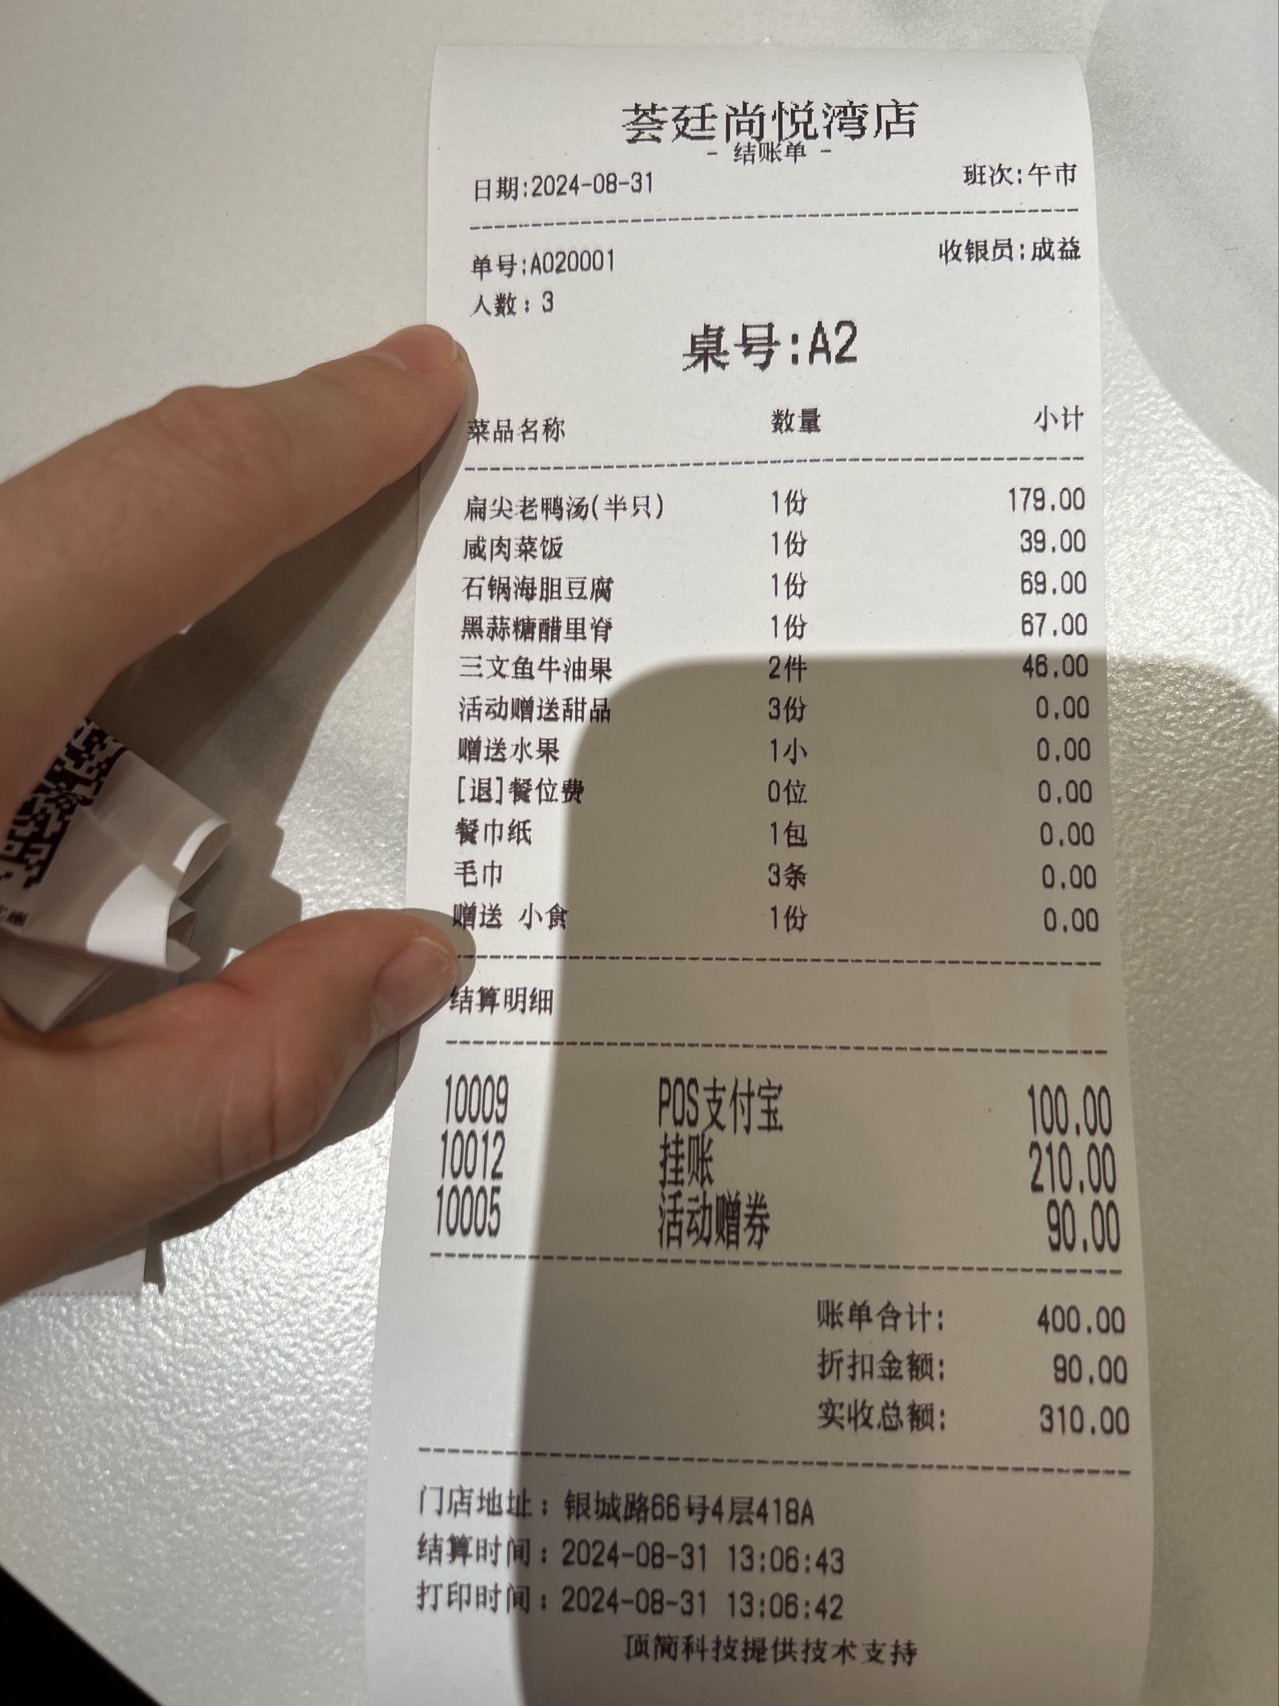 荟廷尚悦湾店
- 结账单 -
日期:2024-08-31 班次:午市
单号:A020001 收银员:成益
人数:3
桌号:A2
菜品名称 数量 小计
扁尖老鸭汤(半只) 1份 179.00
咸肉菜饭 1份 39.00
石锅海胆豆腐 1份 69.00
黑蒜糖醋里脊 1份 67.00
三文鱼牛油果 2件 46.00
活动赠送甜品 3份 0.00
赠送水果 1小 0.00
[退]餐位费 0位 0.00
餐巾纸 1包 0.00
毛巾 3条 0.00
赠送 小食 1份 0.00
结算明细
10009 POS支付宝 100.00
10012 挂账 210.00
10005 活动赠券 90.00
账单合计: 400.00
折扣金额: 90.00
实收总额: 310.00
门店地址:银城路66号4层418A
结算时间:2024-08-31 13:06:43
打印时间:2024-08-31 13:06:42
顶简科技提供技术支持